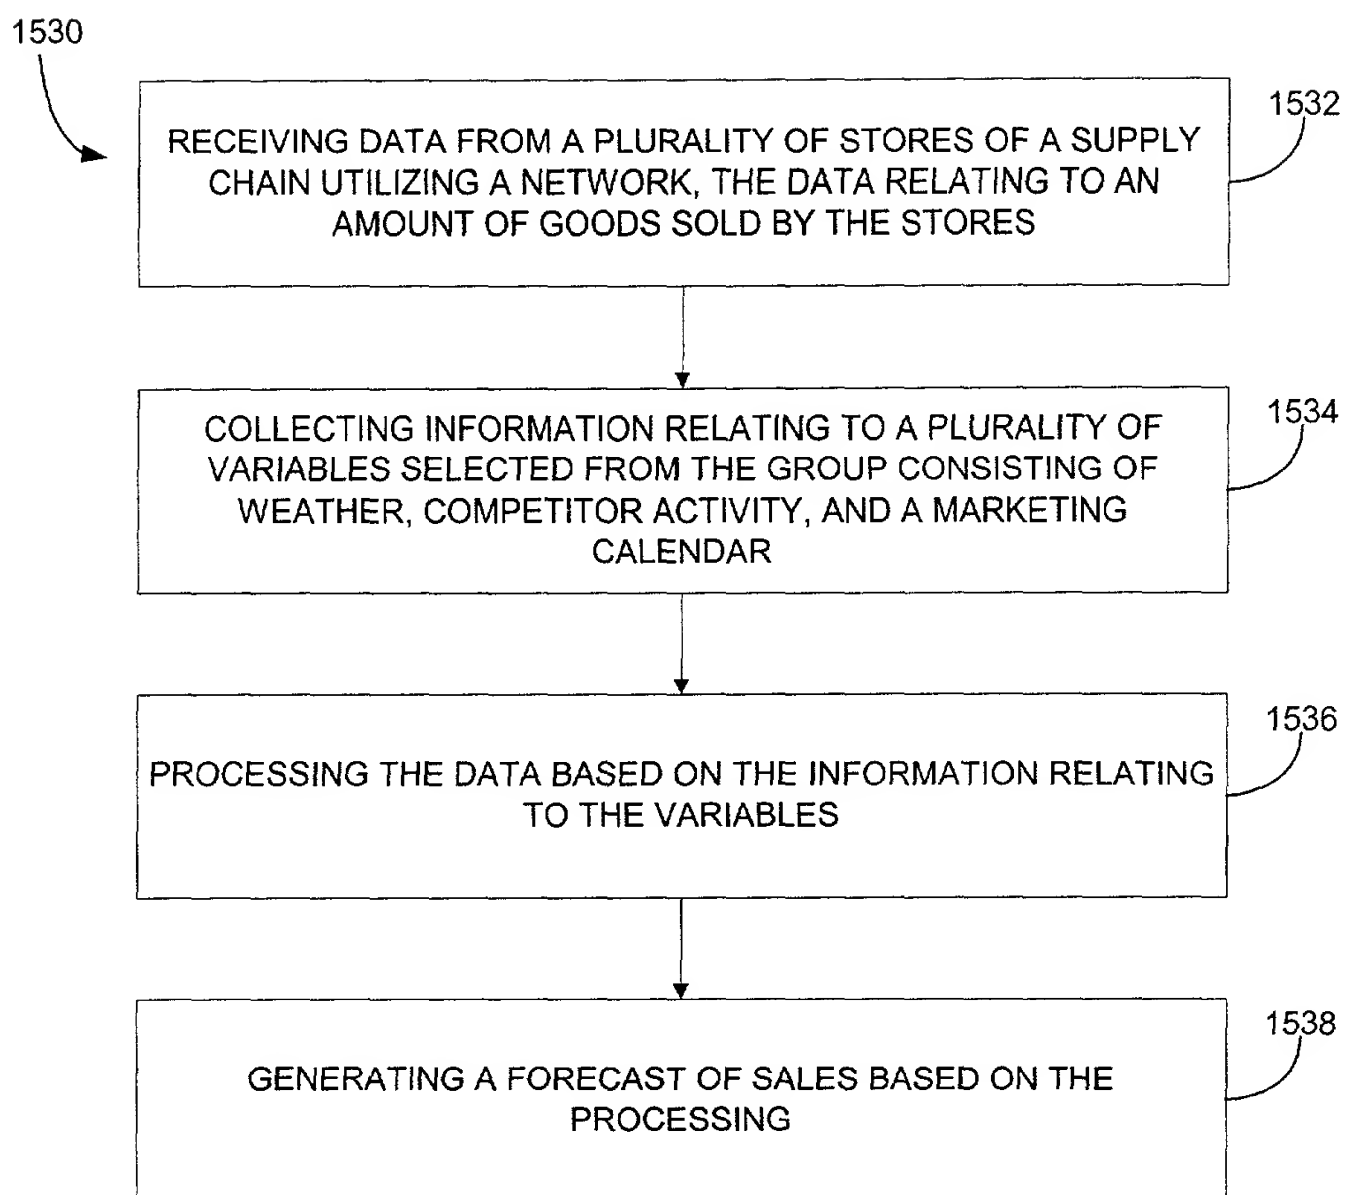 1530
1532
RECEIVING DATA FROM A PLURALITY OF STORES OF A SUPPLY
CHAIN UTILIZING A NETWORK, THE DATA RELATING TO AN
AMOUNT OF GOODS SOLD BY THE STORES
1534
COLLECTING INFORMATION RELATING TO A PLURALITY OF
VARIABLES SELECTED FROM THE GROUP CONSISTING OF
WEATHER, COMPETITOR ACTIVITY, AND A MARKETING
CALENDAR
1536
PROCESSING THE DATA BASED ON THE INFORMATION RELATING
TO THE VARIABLES
1538
GENERATING A FORECAST OF SALES BASED ON THE
PROCESSING